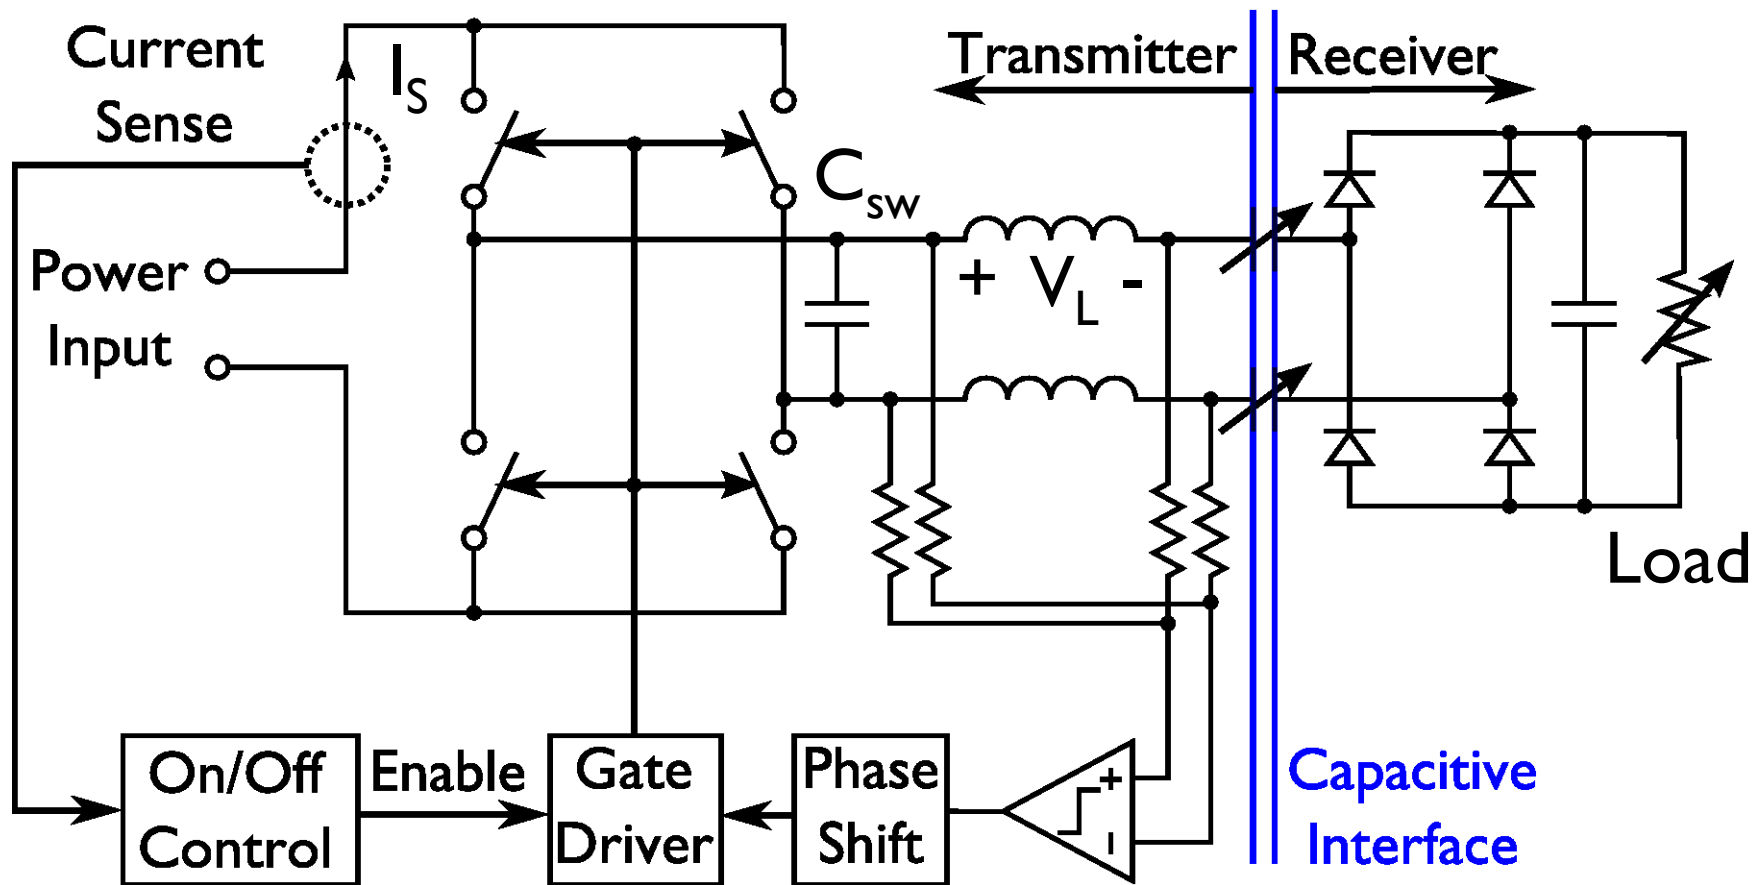 Current
Sense
I_S
Transmitter
Receiver
C_sw
Power
Input
+ V_L -
Load
On/Off
Control
Enable
Gate
Driver
Phase
Shift
+
−
Capacitive
Interface